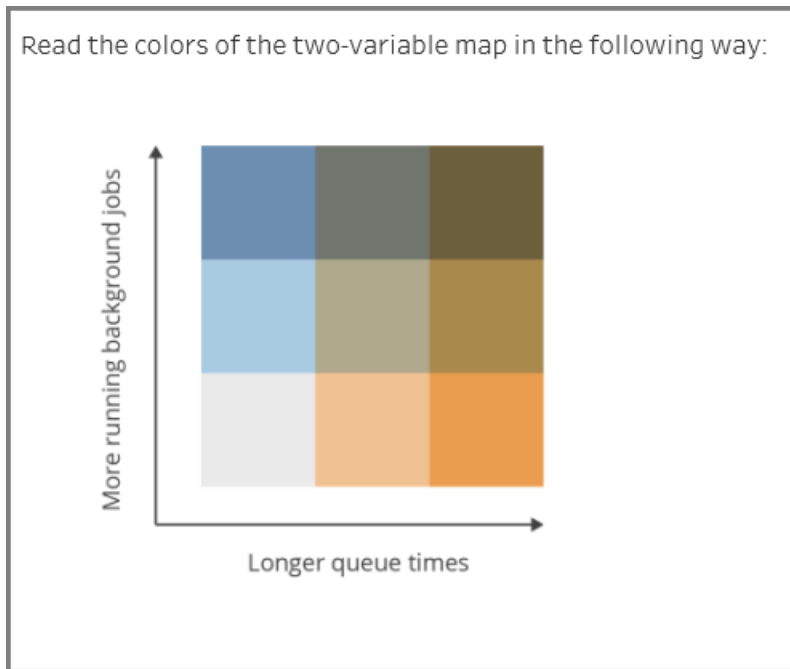 Read the colors of the two-variable map in the following way:
More running background jobs
Longer queue times